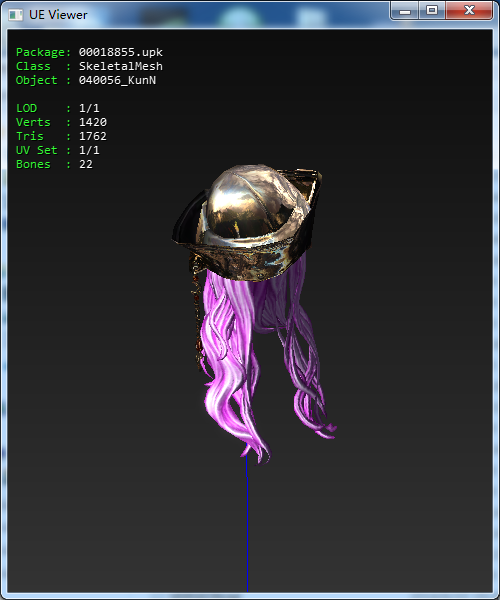 UE Viewer
Package: 00018855.upk
Class : SkeletalMesh
Object : 040056_KunN
LOD : 1/1
Verts : 1420
Tris : 1762
UV Set : 1/1
Bones : 22